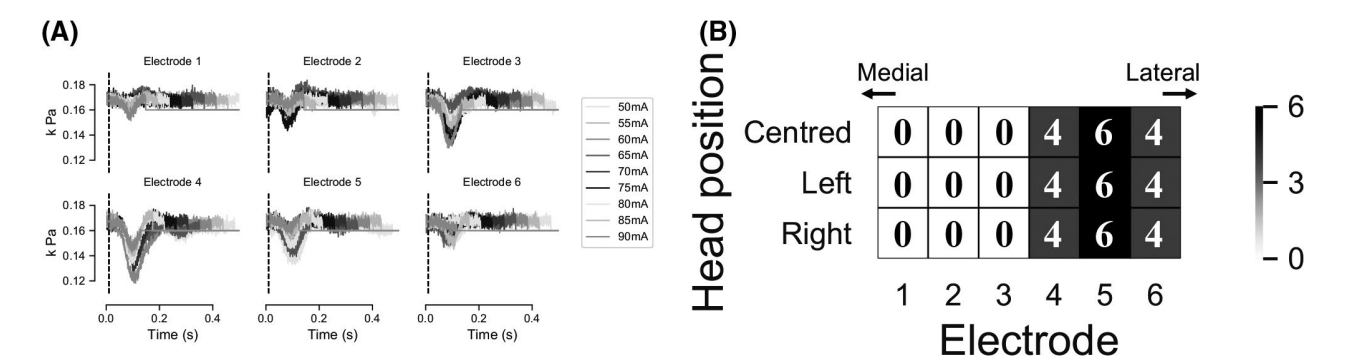 (A)
Electrode 1
Electrode 2
Electrode 3
k Pa
0.18
0.16
0.14
0.12
Electrode 4
Electrode 5
Electrode 6
k Pa
0.18
0.16
0.14
0.12
0.0 0.2 0.4
0.0 0.2 0.4
0.0 0.2 0.4
Time (s)
Time (s)
Time (s)
50mA
55mA
60mA
65mA
70mA
75mA
80mA
85mA
90mA
(B)
Medial
Lateral
Head position
Centred 0 0 0 4 6 4
Left 0 0 0 4 6 4
Right 0 0 0 4 6 4
1 2 3 4 5 6
Electrode
6
3
0